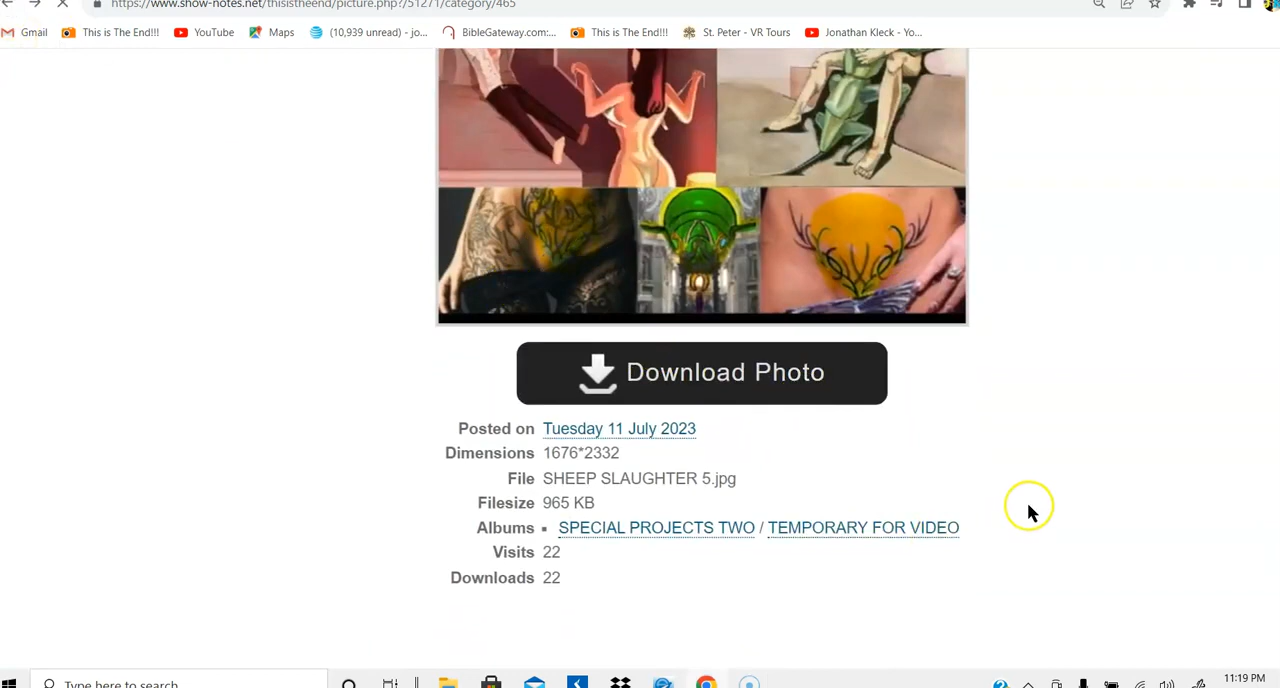 https://www.show-notes.net/thisistheend/picture.php?/51271/category/465
Gmail This is The End!!! YouTube Maps (10,939 unread) - jo... BibleGateway.com:... This is The End!!! St. Peter - VR Tours Jonathan Kleck - Yo...
Download Photo
Posted on Tuesday 11 July 2023
Dimensions 1676*2332
File SHEEP SLAUGHTER 5.jpg
Filesize 965 KB
Albums ▪ SPECIAL PROJECTS TWO / TEMPORARY FOR VIDEO
Visits 22
Downloads 22
Type here to search
11:19 PM